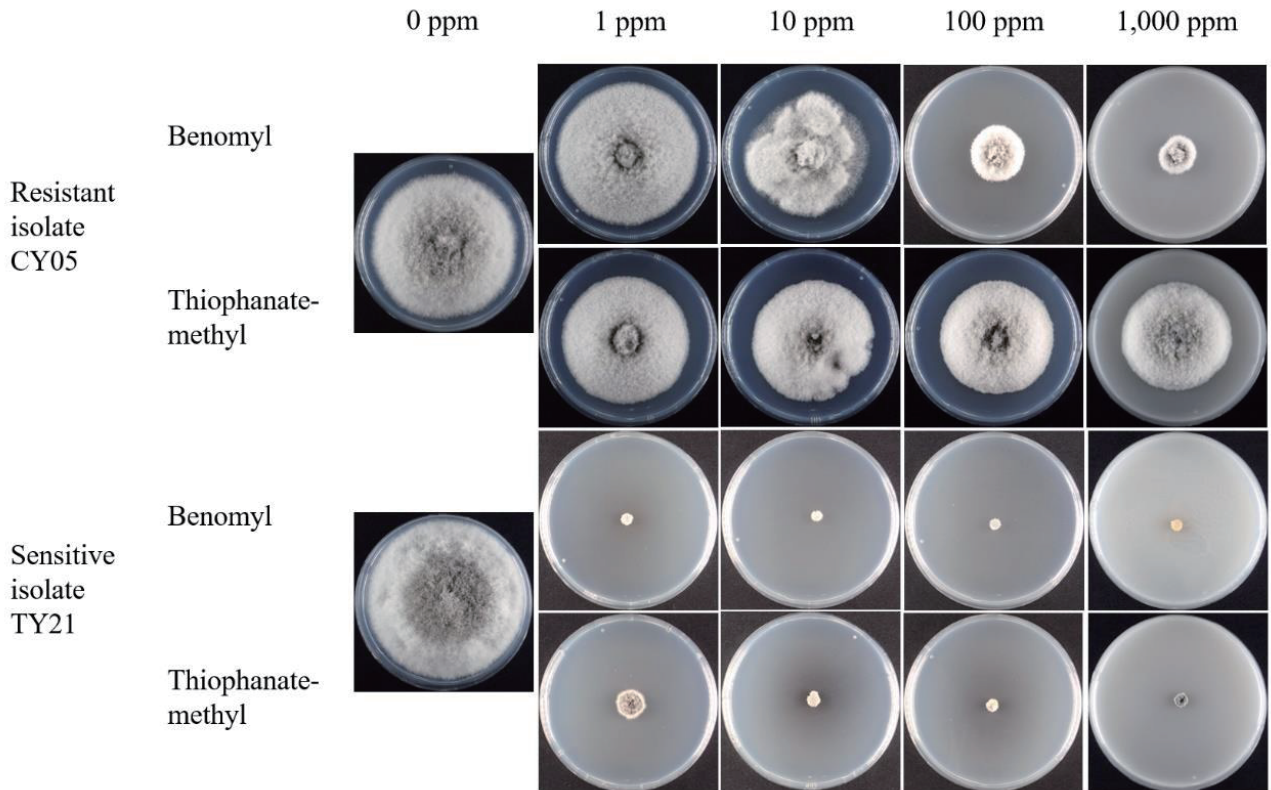 0 ppm 1 ppm 10 ppm 100 ppm 1,000 ppm
Benomyl
Resistant
isolate
CY05
Thiophanate-
methyl
Benomyl
Sensitive
isolate
TY21
Thiophanate-
methyl